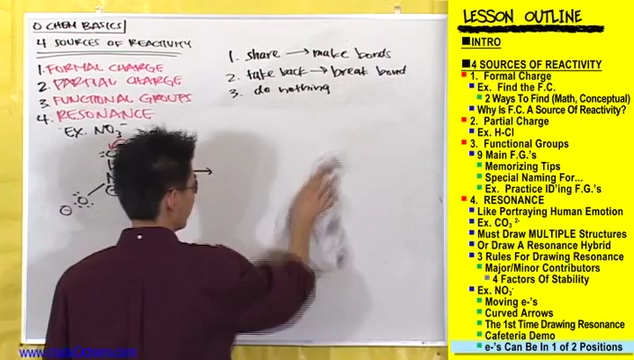 O CHEM BASICS
4 SOURCES OF REACTIVITY
1. FORMAL CHARGE
2. PARTIAL CHARGE
3. FUNCTIONAL GROUPS
4. RESONANCE
EX. NO3-
1. share → make bonds
2. take back → break bond
3. do nothing
LESSON OUTLINE
INTRO
4 SOURCES OF REACTIVITY
1. Formal Charge
Ex. Find the F.C.
2 Ways To Find (Math, Conceptual)
Why Is F.C. A Source Of Reactivity?
2. Partial Charge
Ex. H-Cl
3. Functional Groups
9 Main F.G.'s
Memorizing Tips
Special Naming For...
Ex. Practice ID'ing F.G.'s
4. RESONANCE
Like Portraying Human Emotion
Ex. CO3 2-
Must Draw MULTIPLE Structures
Or Draw A Resonance Hybrid
3 Rules For Drawing Resonance
Major/Minor Contributors
4 Factors Of Stability
Ex. NO3-
Moving e-'s
Curved Arrows
The 1st Time Drawing Resonance
Cafeteria Demo
e-'s Can Be In 1 of 2 Positions